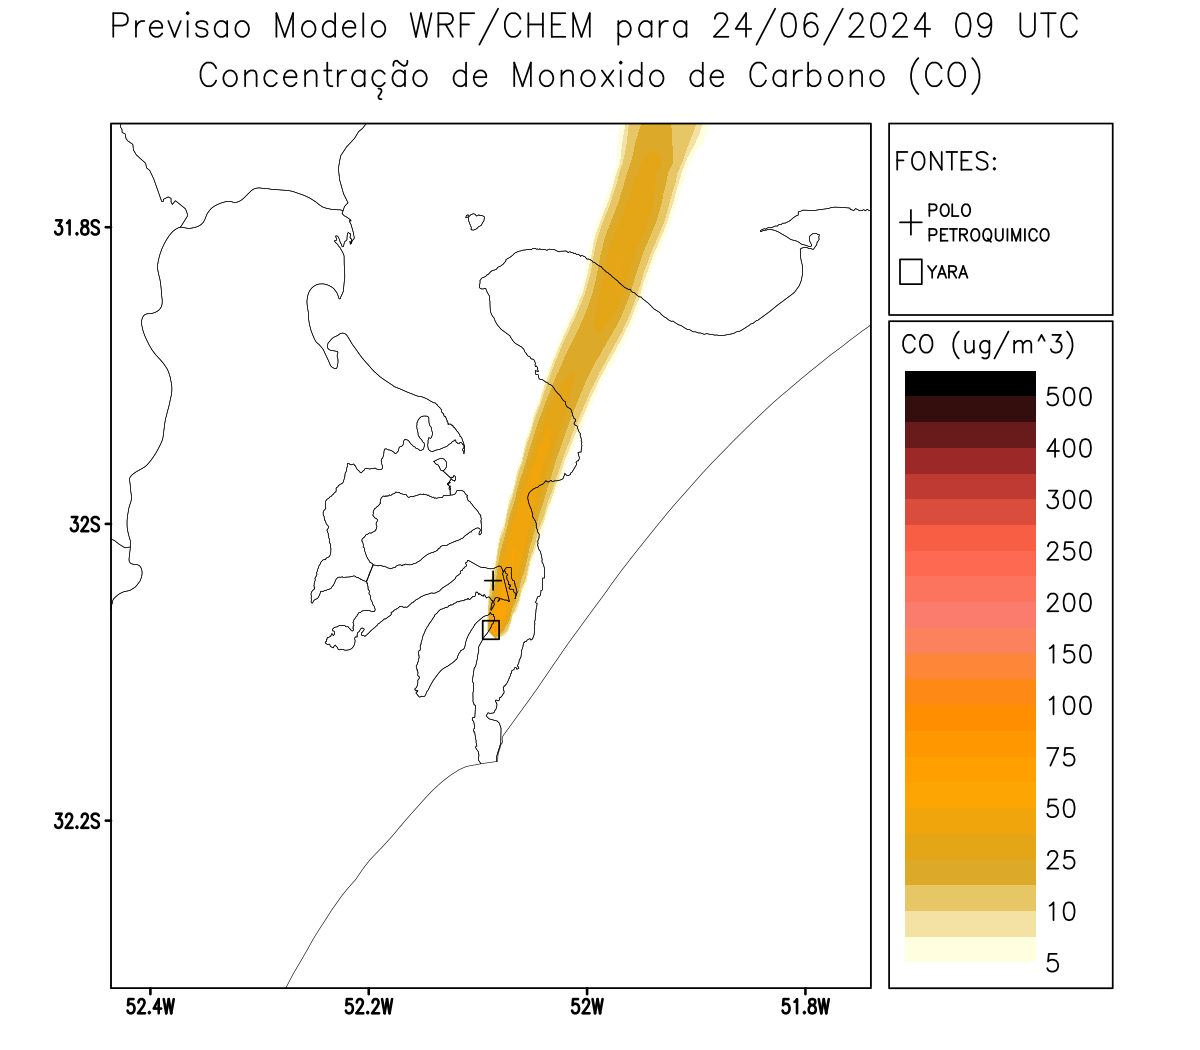 Previsao Modelo WRF/CHEM para 24/06/2024 09 UTC
Concentração de Monoxido de Carbono (CO)
FONTES:
POLO
PETROQUIMICO
YARA
CO (ug/m^3)
500
400
300
250
200
150
100
75
50
25
10
5
31.8S
32S
32.2S
52.4W
52.2W
52W
51.8W